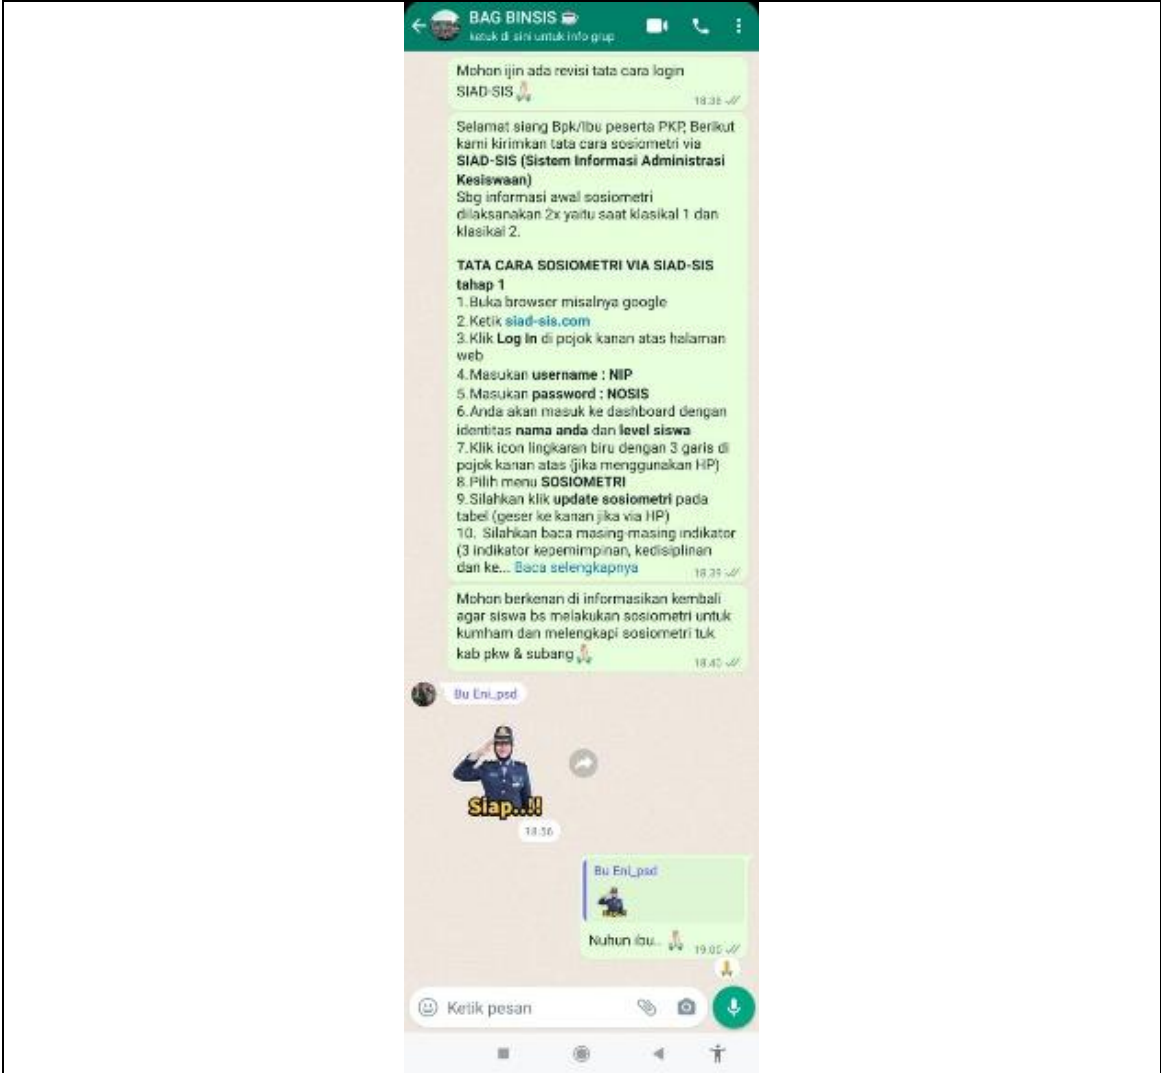 BAG BINSIS ☕
ketuk di sini untuk info grup
Mohon ijin ada revisi tata cara login
SIAD-SIS 🙏🏻
18.38
Selamat siang Bpk/Ibu peserta PKP, Berikut
kami kirimkan tata cara sosiometri via
SIAD-SIS (Sistem Informasi Administrasi
Kesiswaan)
Sbg informasi awal sosiometri
dilaksanakan 2x yaitu saat klasikal 1 dan
klasikal 2.
TATA CARA SOSIOMETRI VIA SIAD-SIS
tahap 1
1.Buka browser misalnya google
2.Ketik siad-sis.com
3.Klik Log In di pojok kanan atas halaman
web
4.Masukan username : NIP
5.Masukan password : NOSIS
6.Anda akan masuk ke dashboard dengan
identitas nama anda dan level siswa
7.Klik icon lingkaran biru dengan 3 garis di
pojok kanan atas (jika menggunakan HP)
8.Pilih menu SOSIOMETRI
9.Silahkan klik update sosiometri pada
tabel (geser ke kanan jika via HP)
10. Silahkan baca masing-masing indikator
(3 indikator kepemimpinan, kedisiplinan
dan ke... Baca selengkapnya
18.39
Mohon berkenan di informasikan kembali
agar siswa bs melakukan sosiometri untuk
kumham dan melengkapi sosiometri tuk
kab pkw & subang 🙏🏻
18.40
Bu Eni_psd
Siap..!!
18.56
Bu Eni_psd
Nuhun ibu.. 🙏🏻
19.05
Ketik pesan